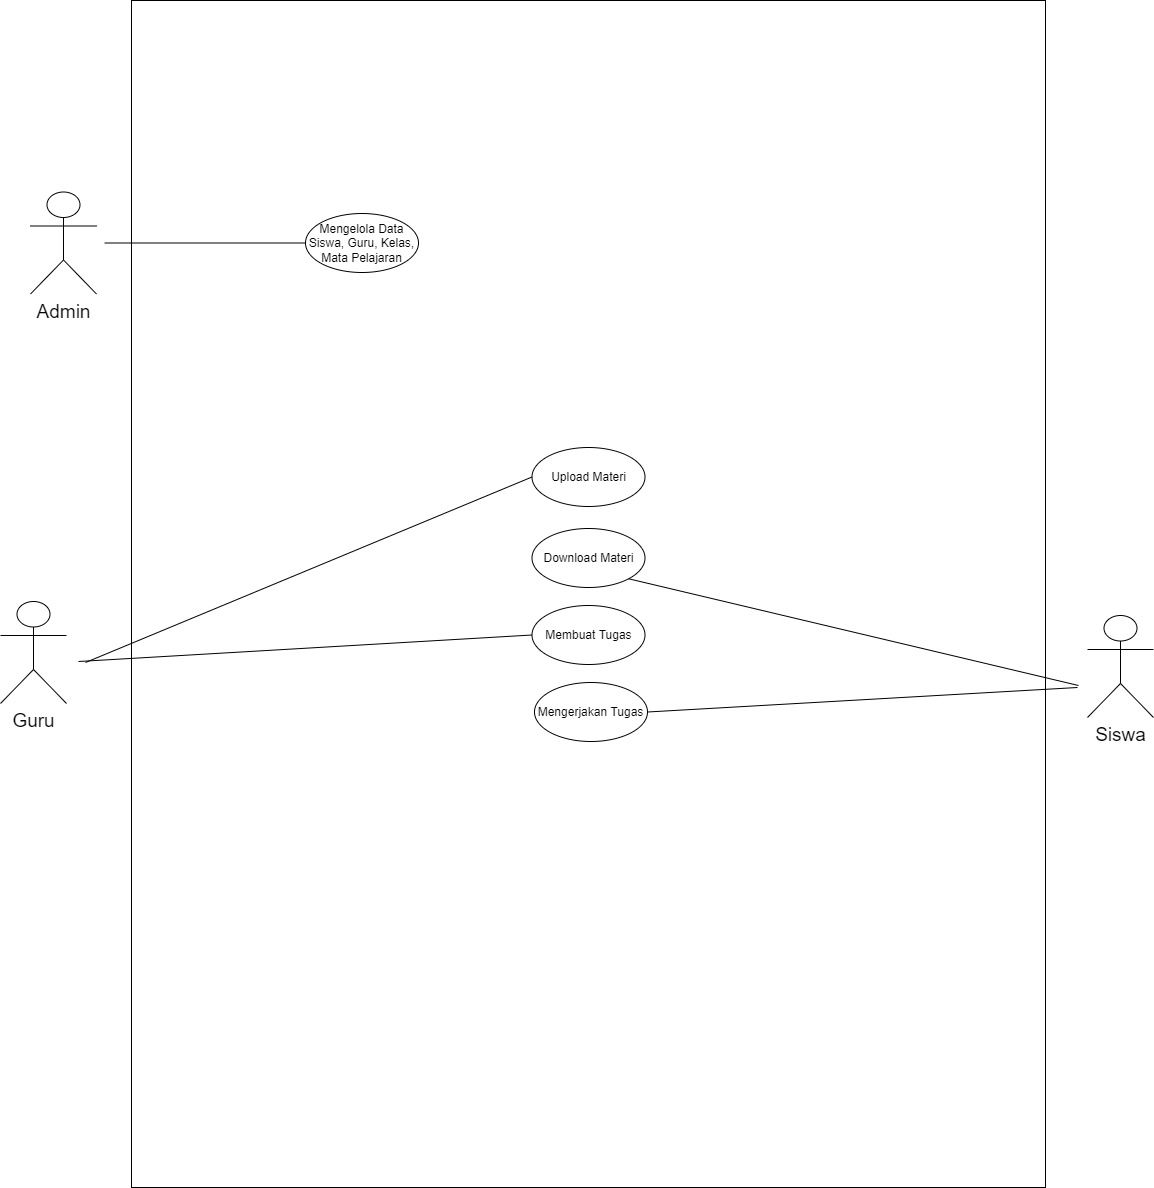 Mengelola Data
Siswa, Guru, Kelas,
Mata Pelajaran
Admin
Upload Materi
Download Materi
Membuat Tugas
Mengerjakan Tugas
Guru
Siswa